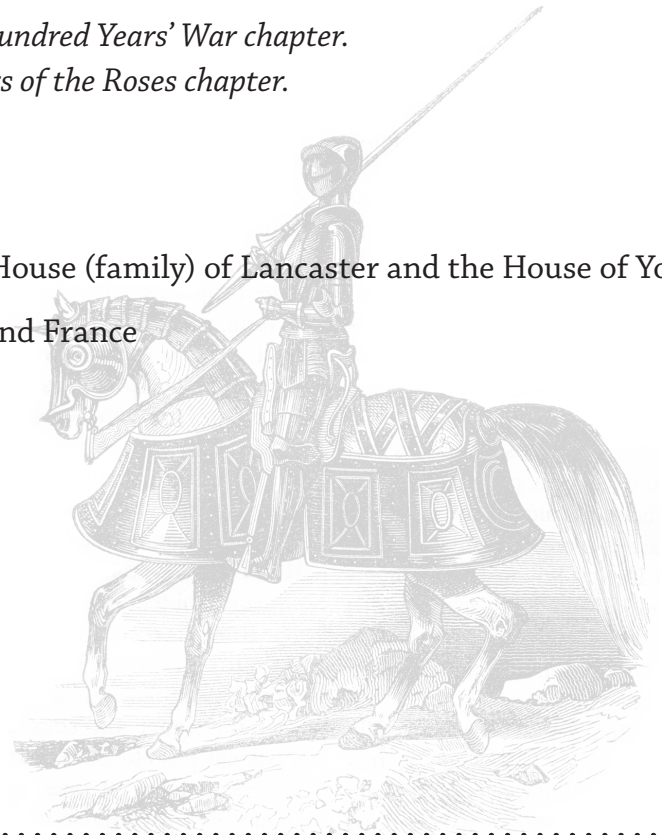 undred Years’ War chapter.
s of the Roses chapter.
House (family) of Lancaster and the House of Yo
nd France